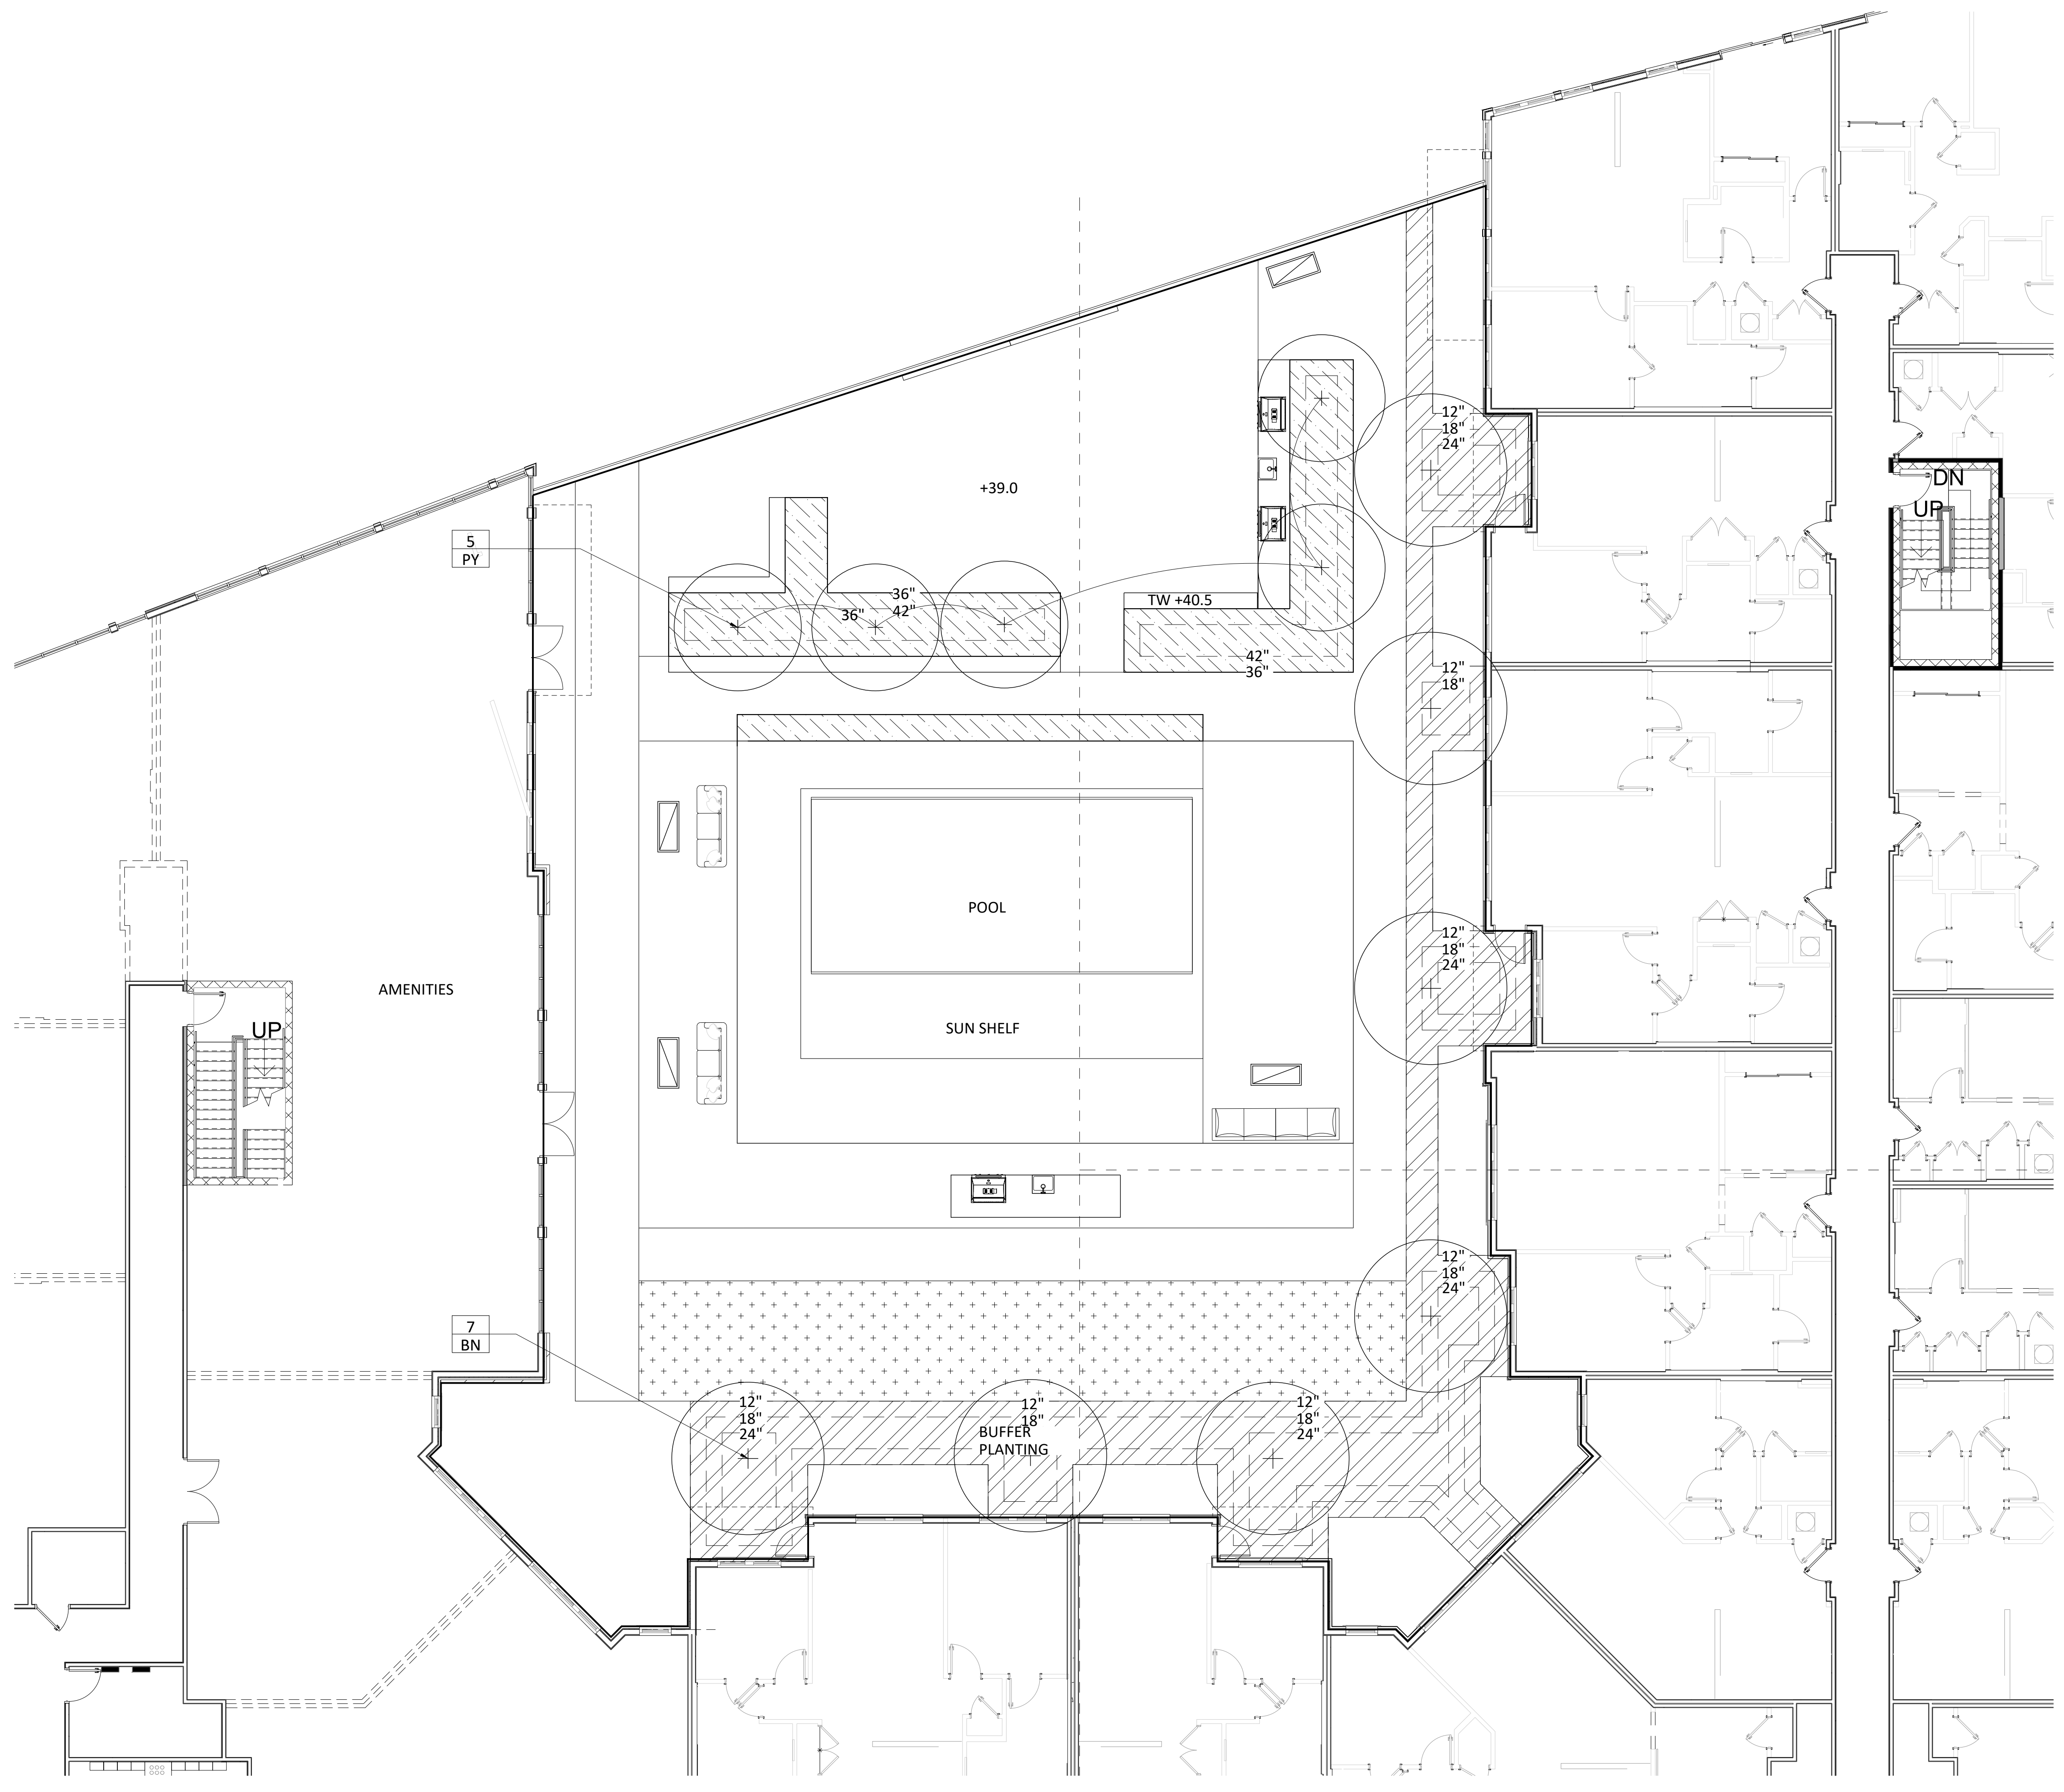 12"
18"
24"
DN
UP
+39.0
5
PY
36"
36"
42"
TW +40.5
42"
36"
12"
18"
POOL
12"
18"
24"
AMENITIES
SUN SHELF
UP
12"
18"
24"
7
BN
12"
18"
24"
12"
18"
BUFFER
PLANTING
12"
18"
24"